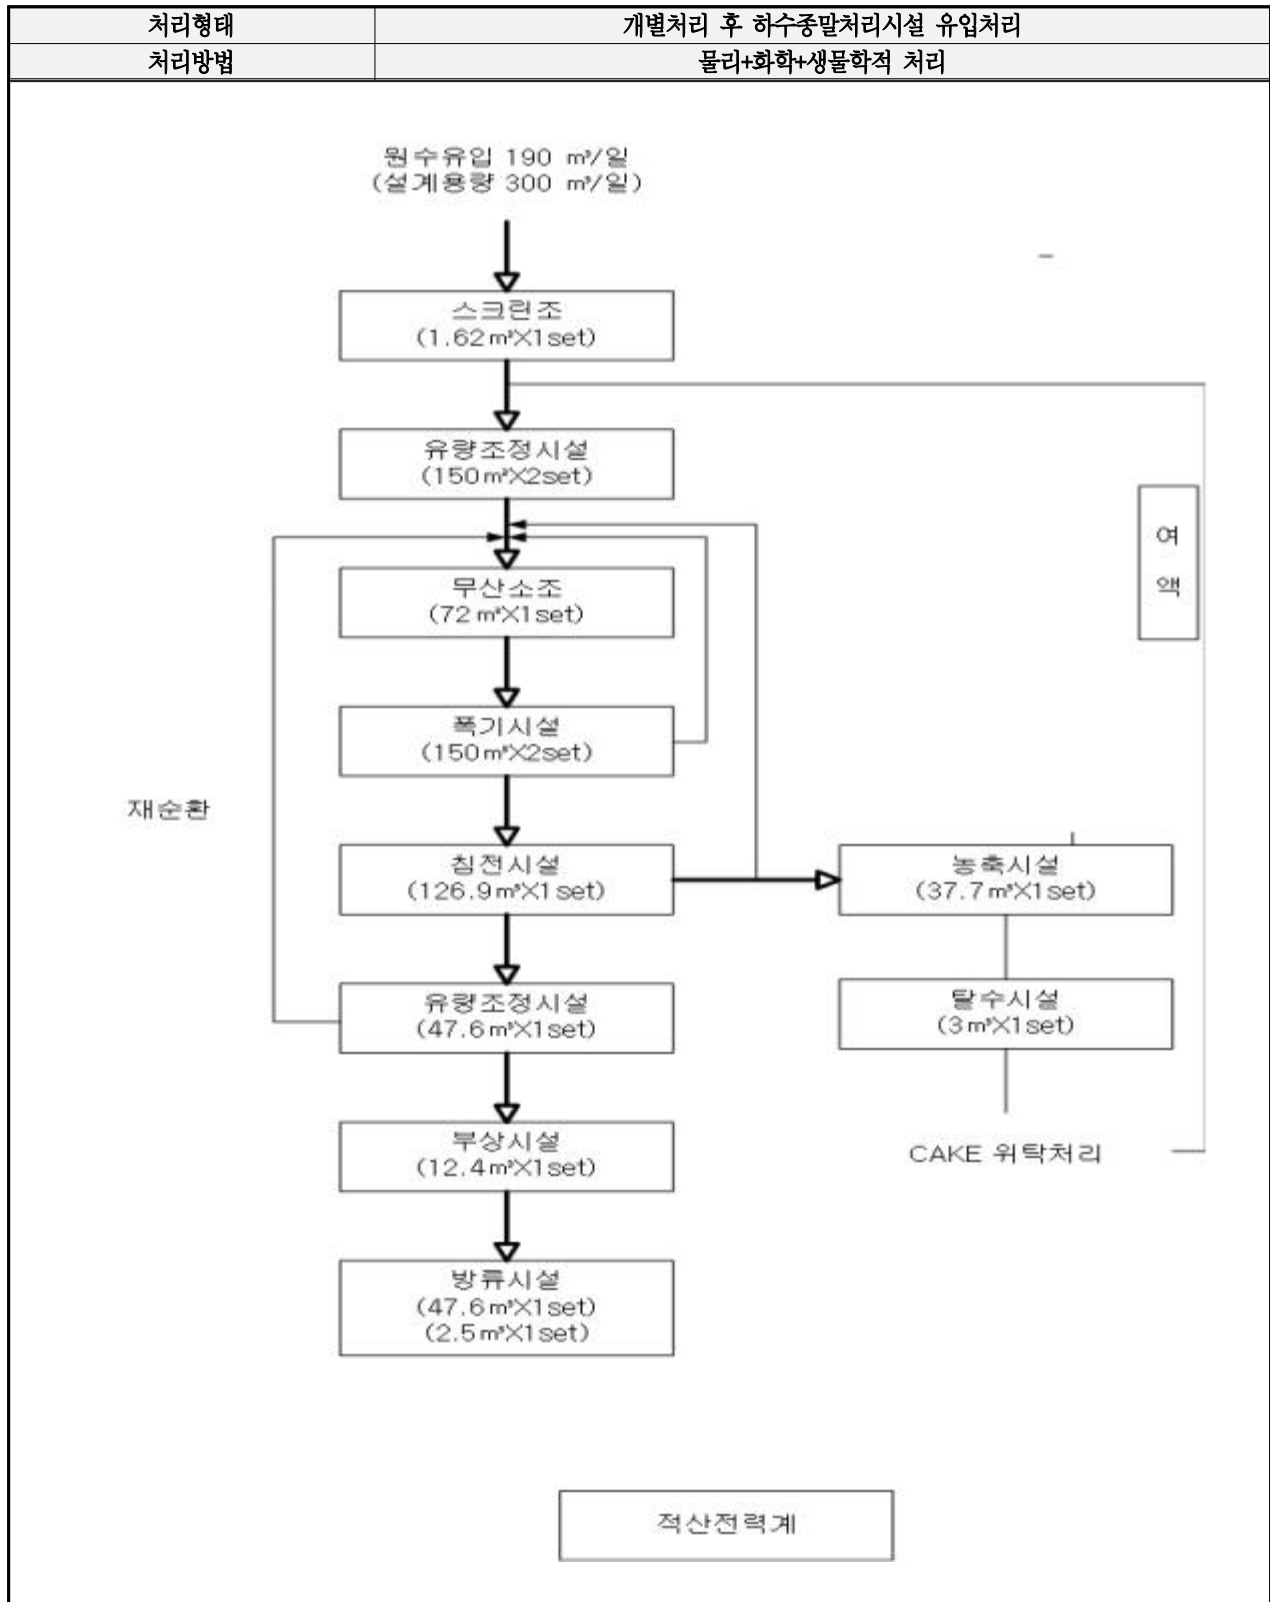 처리형태 개별처리 후 하수종말처리시설 유입처리
처리방법 물리+화학+생물학적 처리
원수유입 190 ㎥/일
(설계용량 300 ㎥/일)
스크린조
(1.62㎥X1set)
유량조정시설
(150㎥X2set)
여
액
무산소조
(72㎥X1set)
폭기시설
(150㎥X2set)
재순환
침전시설
(126.9㎥X1set)
농축시설
(37.7㎥X1set)
유량조정시설
(47.6㎥X1set)
탈수시설
(3㎥X1set)
부상시설
(12.4㎥X1set)
CAKE 위탁처리
방류시설
(47.6㎥X1set)
(2.5㎥X1set)
적산전력계